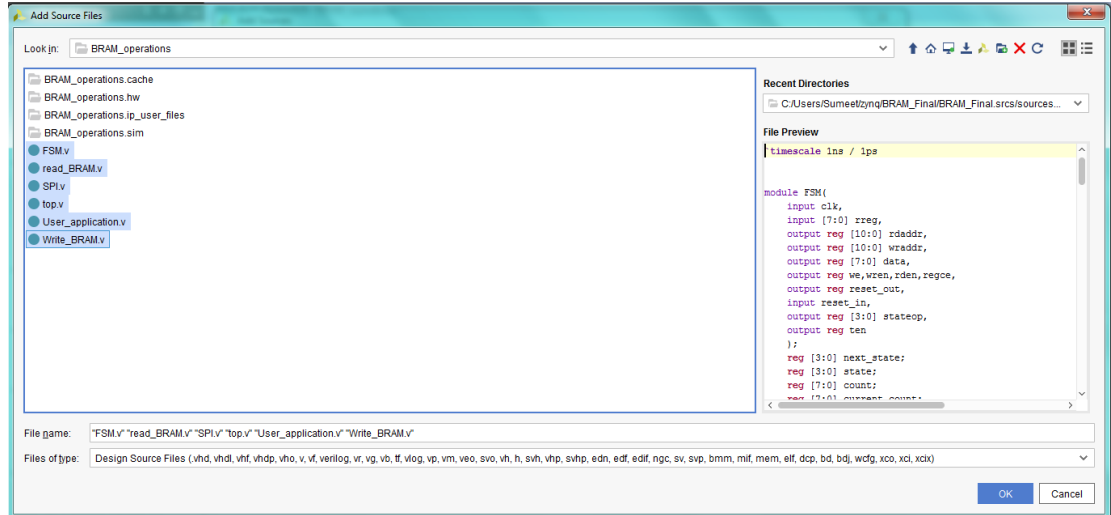 Add Source Files
Look in: BRAM_operations
BRAM_operations.cache
BRAM_operations.hw
BRAM_operations.ip_user_files
BRAM_operations.sim
FSM.v
read_BRAM.v
SPI.v
top.v
User_application.v
Write_BRAM.v
Recent Directories
C:/Users/Sumeet/zynq/BRAM_Final/BRAM_Final.srcs/sources...
File Preview
`timescale 1ns / 1ps
module FSM(
input clk,
input [7:0] rreg,
output reg [10:0] rdaddr,
output reg [10:0] wraddr,
output reg [7:0] data,
output reg we,wren,rden,regce,
output reg reset_out,
input reset_in,
output reg [3:0] stateop,
output reg ten
);
reg [3:0] next_state;
reg [3:0] state;
reg [7:0] count;
reg [7:0] current_count;
File name: "FSM.v" "read_BRAM.v" "SPI.v" "top.v" "User_application.v" "Write_BRAM.v"
Files of type: Design Source Files (.vhd, vhdl, vhf, vhdp, vho, v, vf, verilog, vr, vg, vb, tf, vlog, vp, vm, veo, svo, vh, h, svh, vhp, svhp, edn, edf, edif, ngc, sv, svp, bmm, mif, mem, elf, dcp, bd, bdj, wcfg, xco, xci, xcix)
OK Cancel